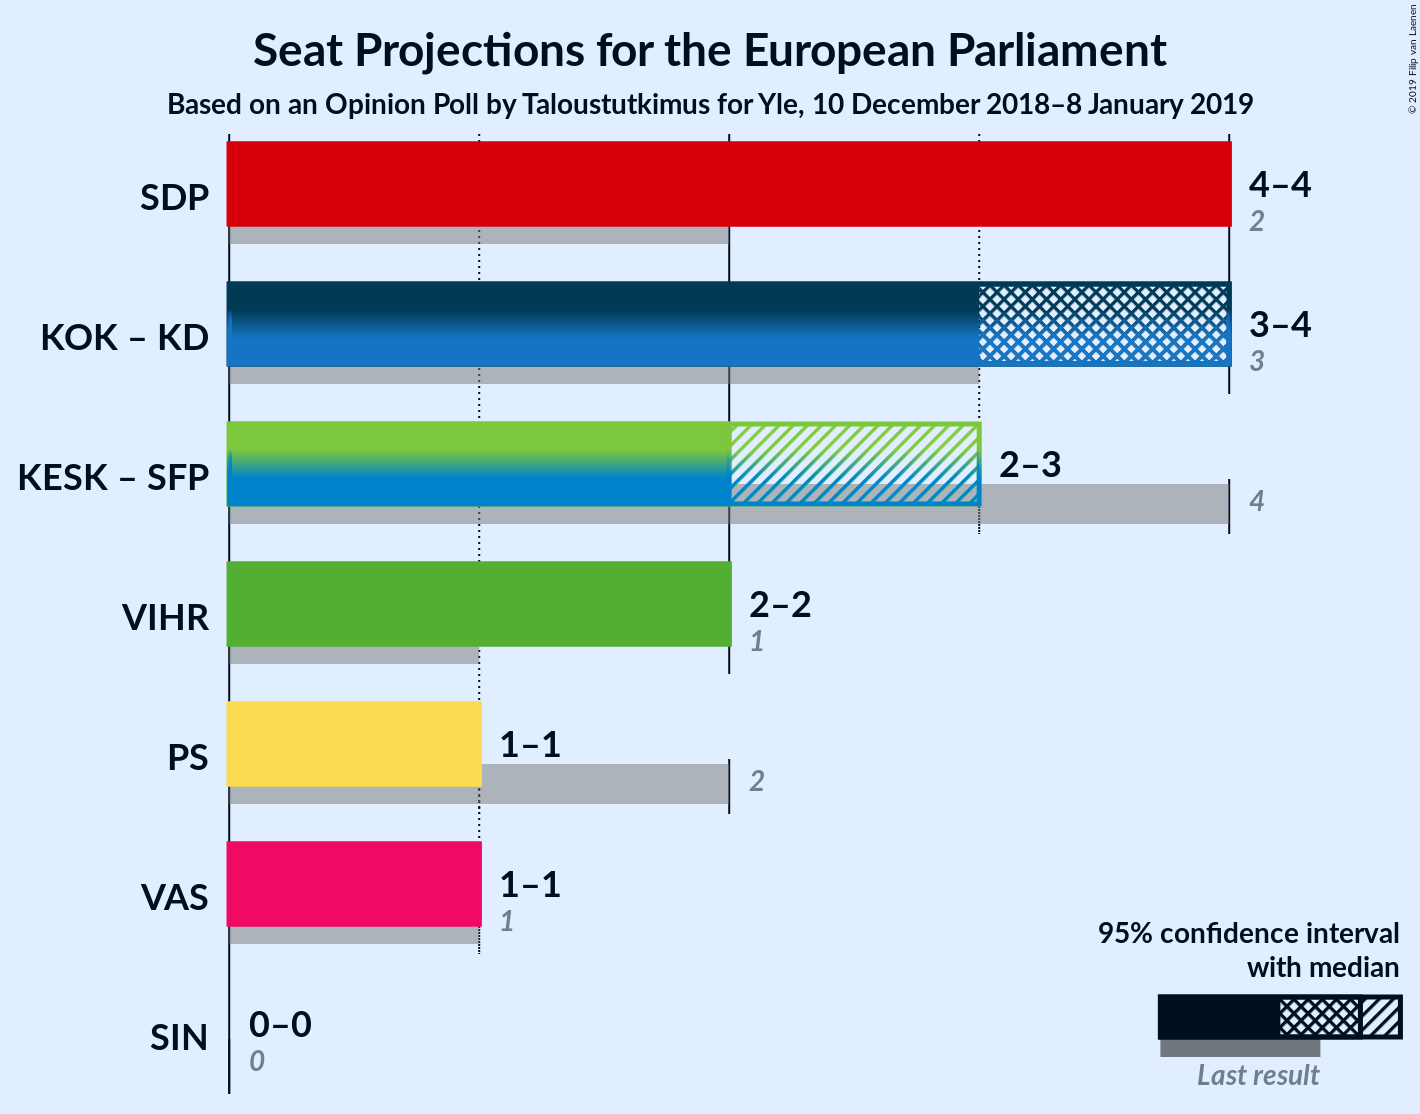 Seat Projections for the European Parliament
Based on an Opinion Poll by Taloustutkimus for Yle, 10 December 2018–8 January 2019
© 2019 Filip van Laenen
SDP
4–4
2
KOK – KD
3–4
3
KESK – SFP
2–3
4
VIHR
2–2
1
PS
1–1
2
VAS
1–1
1
SIN
0–0
0
95% confidence interval
with median
Last result